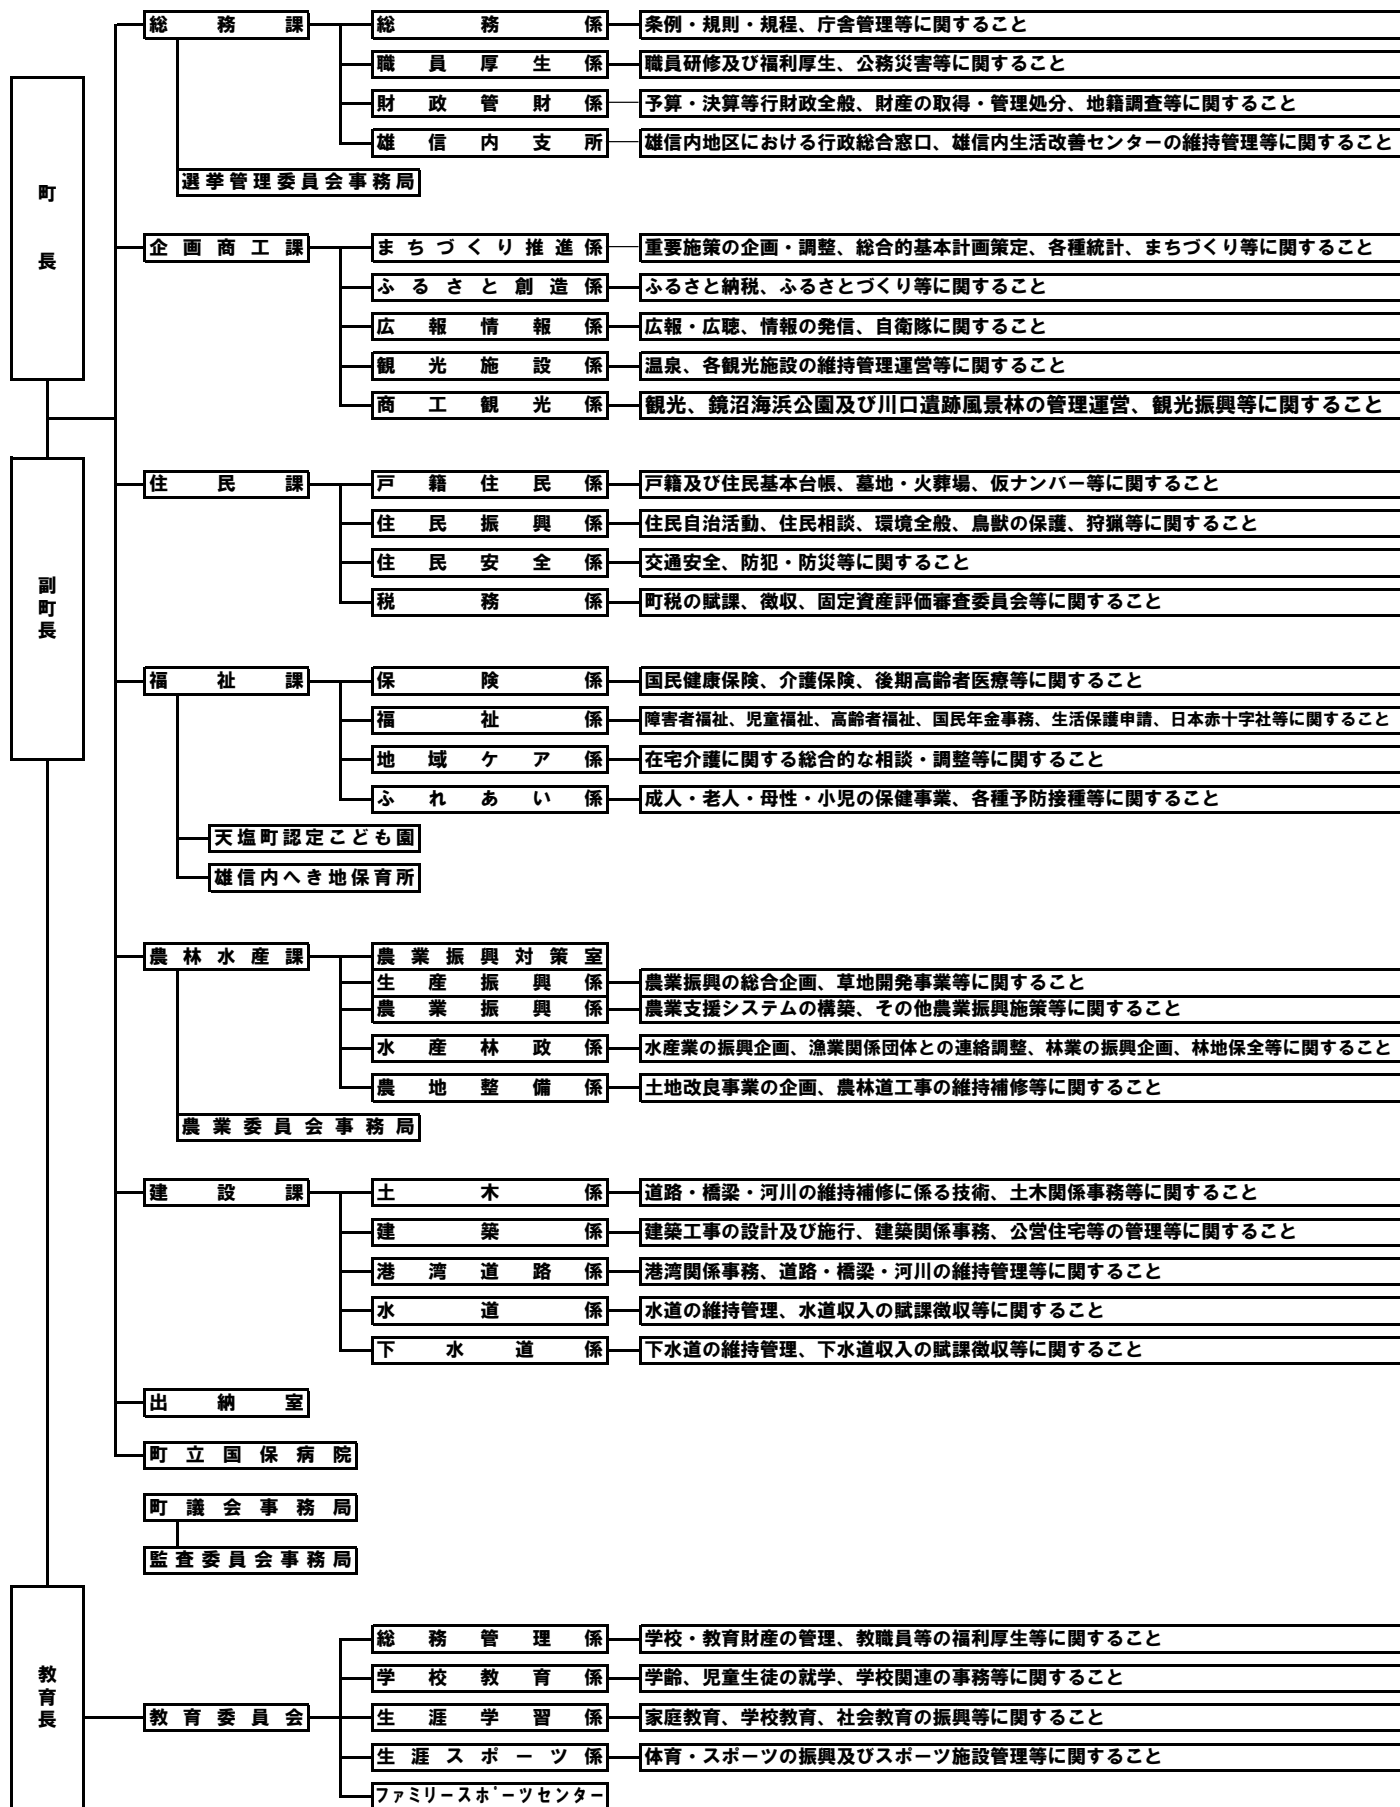 町長
副町長
教育長
総務課
総務係 条例・規則・規程、庁舎管理等に関すること
職員厚生係 職員研修及び福利厚生、公務災害等に関すること
財政管財係 予算・決算等行財政全般、財産の取得・管理処分、地籍調査等に関すること
雄信内支所 雄信内地区における行政総合窓口、雄信内生活改善センターの維持管理等に関すること
選挙管理委員会事務局
企画商工課
まちづくり推進係 重要施策の企画・調整、総合的基本計画策定、各種統計、まちづくり等に関すること
ふるさと創造係 ふるさと納税、ふるさとづくり等に関すること
広報情報係 広報・広聴、情報の発信、自衛隊に関すること
観光施設係 温泉、各観光施設の維持管理運営等に関すること
商工観光係 観光、鏡沼海浜公園及び川口遺跡風景林の管理運営、観光振興等に関すること
住民課
戸籍住民係 戸籍及び住民基本台帳、墓地・火葬場、仮ナンバー等に関すること
住民振興係 住民自治活動、住民相談、環境全般、鳥獣の保護、狩猟等に関すること
住民安全係 交通安全、防犯・防災等に関すること
税務係 町税の賦課、徴収、固定資産評価審査委員会等に関すること
福祉課
保険係 国民健康保険、介護保険、後期高齢者医療等に関すること
福祉係 障害者福祉、児童福祉、高齢者福祉、国民年金事務、生活保護申請、日本赤十字社等に関すること
地域ケア係 在宅介護に関する総合的な相談・調整等に関すること
ふれあい係 成人・老人・母性・小児の保健事業、各種予防接種等に関すること
天塩町認定こども園
雄信内へき地保育所
農林水産課
農業振興対策室
生産振興係 農業振興の総合企画、草地開発事業等に関すること
農業振興係 農業支援システムの構築、その他農業振興施策等に関すること
水産林政係 水産業の振興企画、漁業関係団体との連絡調整、林業の振興企画、林地保全等に関すること
農地整備係 土地改良事業の企画、農林道工事の維持補修等に関すること
農業委員会事務局
建設課
土木係 道路・橋梁・河川の維持補修に係る技術、土木関係事務等に関すること
建築係 建築工事の設計及び施行、建築関係事務、公営住宅等の管理等に関すること
港湾道路係 港湾関係事務、道路・橋梁・河川の維持管理等に関すること
水道係 水道の維持管理、水道収入の賦課徴収等に関すること
下水道係 下水道の維持管理、下水道収入の賦課徴収等に関すること
出納室
町立国保病院
町議会事務局
監査委員会事務局
教育委員会
総務管理係 学校・教育財産の管理、教職員等の福利厚生等に関すること
学校教育係 学齢、児童生徒の就学、学校関連の事務等に関すること
生涯学習係 家庭教育、学校教育、社会教育の振興等に関すること
生涯スポーツ係 体育・スポーツの振興及びスポーツ施設管理等に関すること
ファミリースポーツセンター